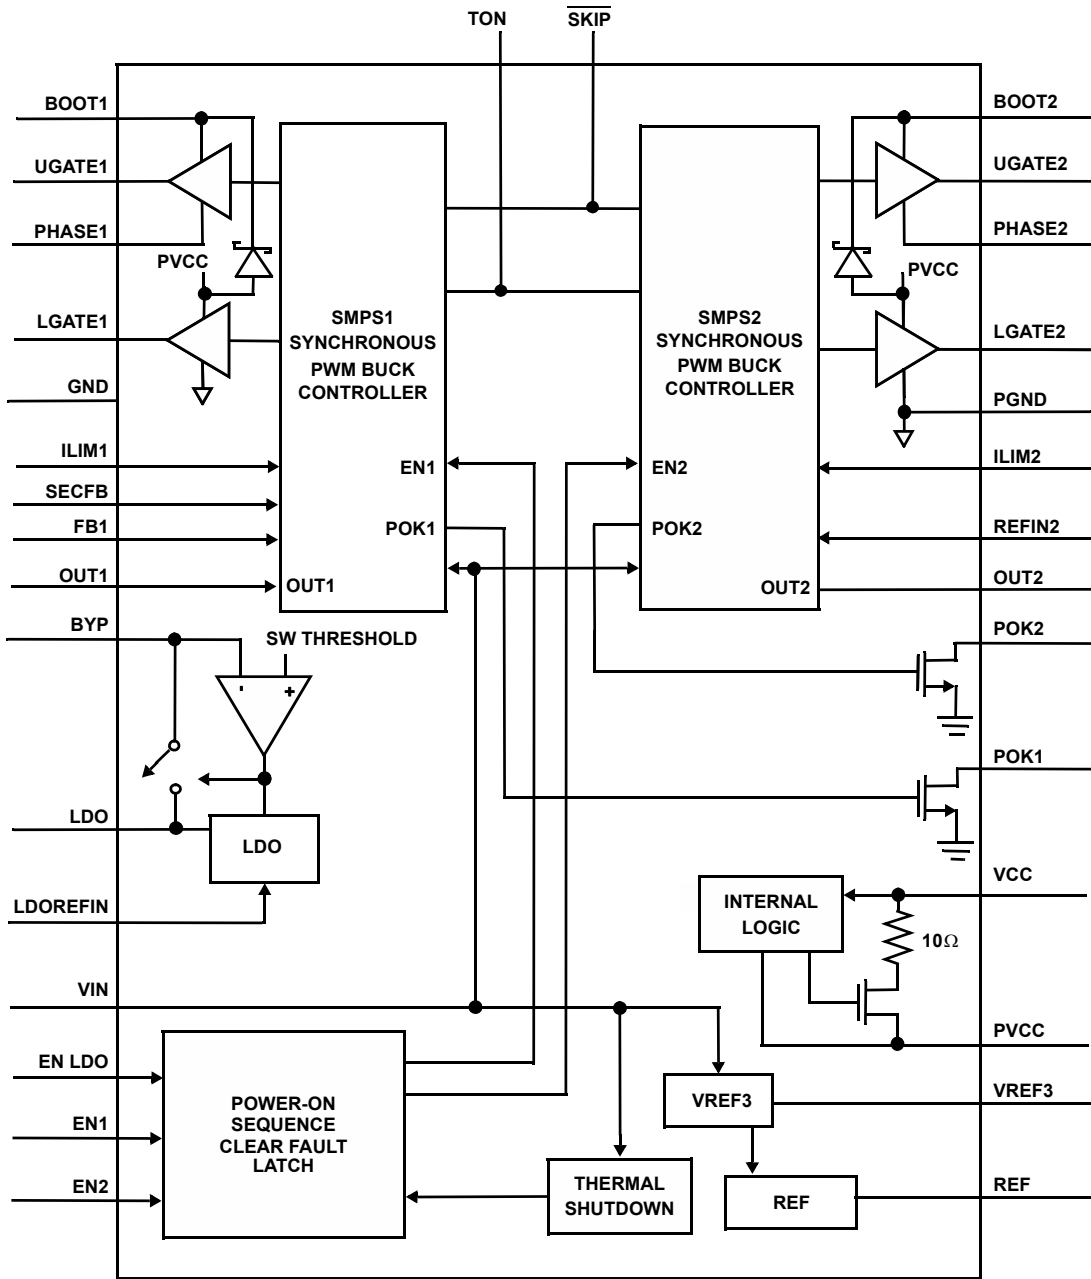 TON
SKIP
BOOT1
BOOT2
UGATE1
UGATE2
PHASE1
PHASE2
PVCC
PVCC
LGATE1
LGATE2
SMPS1
SYNCHRONOUS
PWM BUCK
CONTROLLER
SMPS2
SYNCHRONOUS
PWM BUCK
CONTROLLER
GND
PGND
ILIM1
EN1
EN2
ILIM2
SECFB
FB1
POK1
POK2
REFIN2
OUT1
OUT1
OUT2
OUT2
BYP
SW THRESHOLD
POK2
-
+
POK1
LDO
LDO
LDOREFIN
INTERNAL
LOGIC
VCC
10Ω
VIN
PVCC
EN LDO
EN1
EN2
POWER-ON
SEQUENCE
CLEAR FAULT
LATCH
THERMAL
SHUTDOWN
VREF3
VREF3
REF
REF